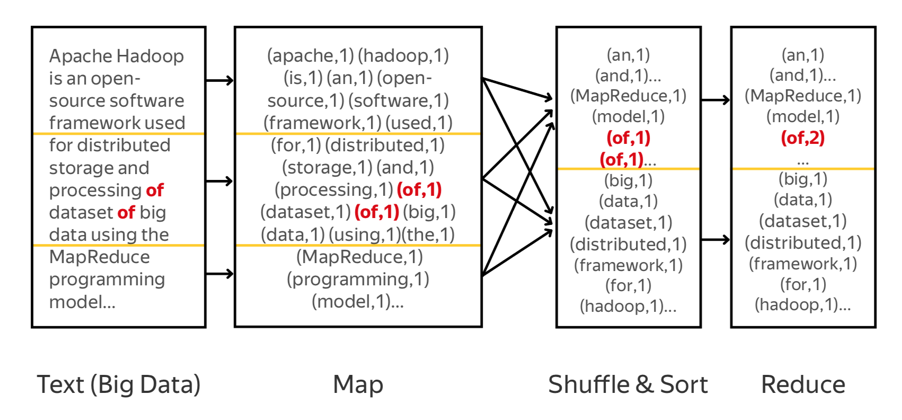 Apache Hadoop
is an open-
source software
framework used
for distributed
storage and
processing of
dataset of big
data using the
MapReduce
programming
model...
(apache,1) (hadoop,1)
(is,1) (an,1) (open-
source,1) (software,1)
(framework,1) (used,1)
(for,1) (distributed,1)
(storage,1) (and,1)
(processing,1) (of,1)
(dataset,1) (of,1) (big,1)
(data,1) (using,1)(the,1)
(MapReduce,1)
(programming,1)
(model,1)...
(an,1)
(and,1)...
(MapReduce,1)
(model,1)
(of,1)
(of,1)...
(big,1)
(data,1)
(dataset,1)
(distributed,1)
(framework,1)
(for,1)
(hadoop,1)...
(an,1)
(and,1)...
(MapReduce,1)
(model,1)
(of,2)
...
(big,1)
(data,1)
(dataset,1)
(distributed,1)
(framework,1)
(for,1)
(hadoop,1)...
Text (Big Data)
Map
Shuffle & Sort
Reduce